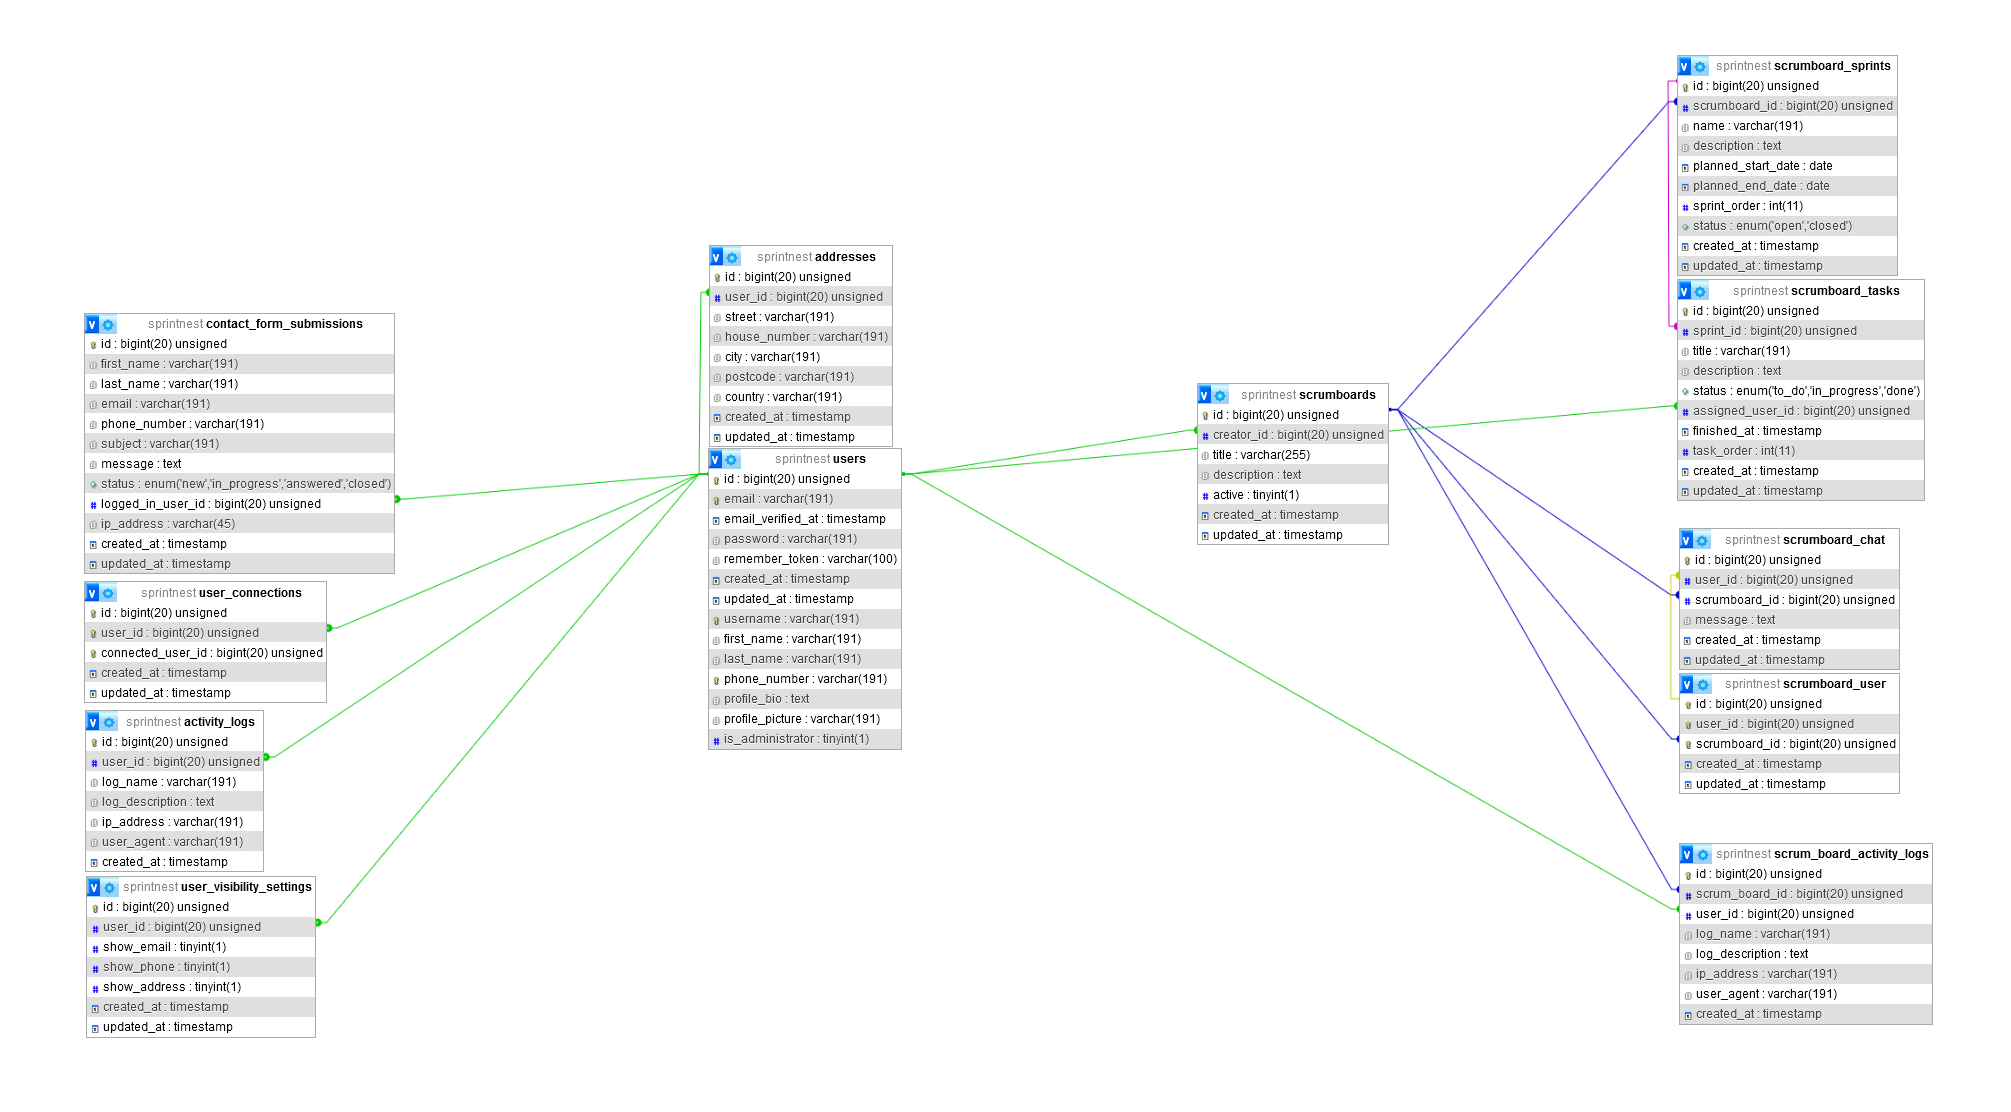 sprintnest contact_form_submissions
id : bigint(20) unsigned
first_name : varchar(191)
last_name : varchar(191)
email : varchar(191)
phone_number : varchar(191)
subject : varchar(191)
message : text
status : enum('new','in_progress','answered','closed')
logged_in_user_id : bigint(20) unsigned
ip_address : varchar(45)
created_at : timestamp
updated_at : timestamp
sprintnest user_connections
id : bigint(20) unsigned
user_id : bigint(20) unsigned
connected_user_id : bigint(20) unsigned
created_at : timestamp
updated_at : timestamp
sprintnest activity_logs
id : bigint(20) unsigned
user_id : bigint(20) unsigned
log_name : varchar(191)
log_description : text
ip_address : varchar(191)
user_agent : varchar(191)
created_at : timestamp
sprintnest user_visibility_settings
id : bigint(20) unsigned
user_id : bigint(20) unsigned
show_email : tinyint(1)
show_phone : tinyint(1)
show_address : tinyint(1)
created_at : timestamp
updated_at : timestamp
sprintnest addresses
id : bigint(20) unsigned
user_id : bigint(20) unsigned
street : varchar(191)
house_number : varchar(191)
city : varchar(191)
postcode : varchar(191)
country : varchar(191)
created_at : timestamp
updated_at : timestamp
sprintnest users
id : bigint(20) unsigned
email : varchar(191)
email_verified_at : timestamp
password : varchar(191)
remember_token : varchar(100)
created_at : timestamp
updated_at : timestamp
username : varchar(191)
first_name : varchar(191)
last_name : varchar(191)
phone_number : varchar(191)
profile_bio : text
profile_picture : varchar(191)
is_administrator : tinyint(1)
sprintnest scrumboards
id : bigint(20) unsigned
creator_id : bigint(20) unsigned
title : varchar(255)
description : text
active : tinyint(1)
created_at : timestamp
updated_at : timestamp
sprintnest scrumboard_sprints
id : bigint(20) unsigned
scrumboard_id : bigint(20) unsigned
name : varchar(191)
description : text
planned_start_date : date
planned_end_date : date
sprint_order : int(11)
status : enum('open','closed')
created_at : timestamp
updated_at : timestamp
sprintnest scrumboard_tasks
id : bigint(20) unsigned
sprint_id : bigint(20) unsigned
title : varchar(191)
description : text
status : enum('to_do','in_progress','done')
assigned_user_id : bigint(20) unsigned
finished_at : timestamp
task_order : int(11)
created_at : timestamp
updated_at : timestamp
sprintnest scrumboard_chat
id : bigint(20) unsigned
user_id : bigint(20) unsigned
scrumboard_id : bigint(20) unsigned
message : text
created_at : timestamp
updated_at : timestamp
sprintnest scrumboard_user
id : bigint(20) unsigned
user_id : bigint(20) unsigned
scrumboard_id : bigint(20) unsigned
created_at : timestamp
updated_at : timestamp
sprintnest scrum_board_activity_logs
id : bigint(20) unsigned
scrum_board_id : bigint(20) unsigned
user_id : bigint(20) unsigned
log_name : varchar(191)
log_description : text
ip_address : varchar(191)
user_agent : varchar(191)
created_at : timestamp